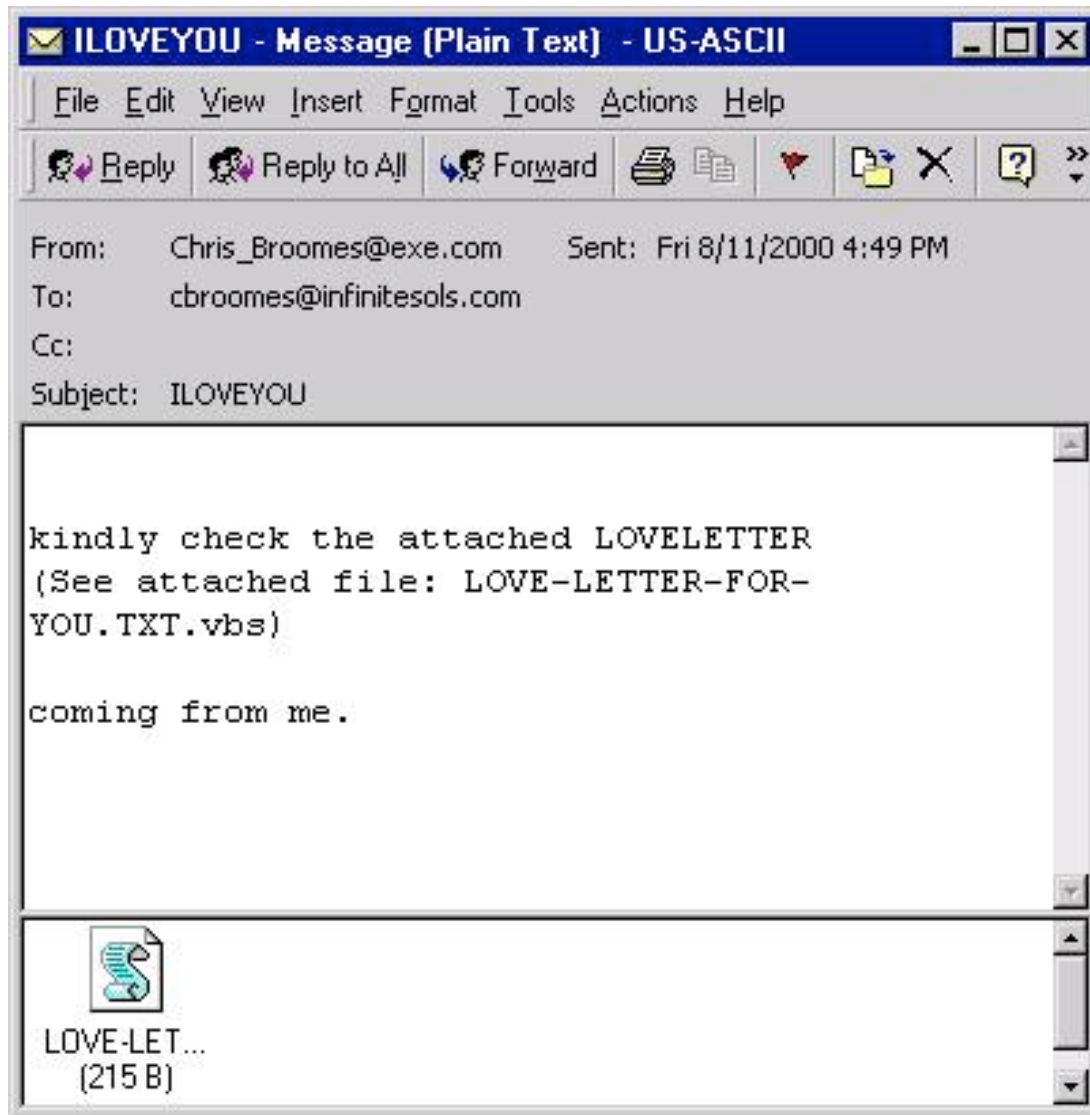 ILOVEYOU - Message (Plain Text) - US-ASCII
File Edit View Insert Format Tools Actions Help
Reply Reply to All Forward
From: Chris_Broomes@exe.com Sent: Fri 8/11/2000 4:49 PM
To: cbroomes@infinitesols.com
Cc:
Subject: ILOVEYOU
kindly check the attached LOVELETTER
(See attached file: LOVE-LETTER-FOR-
YOU.TXT.vbs)
coming from me.
LOVE-LET...
(215 B)